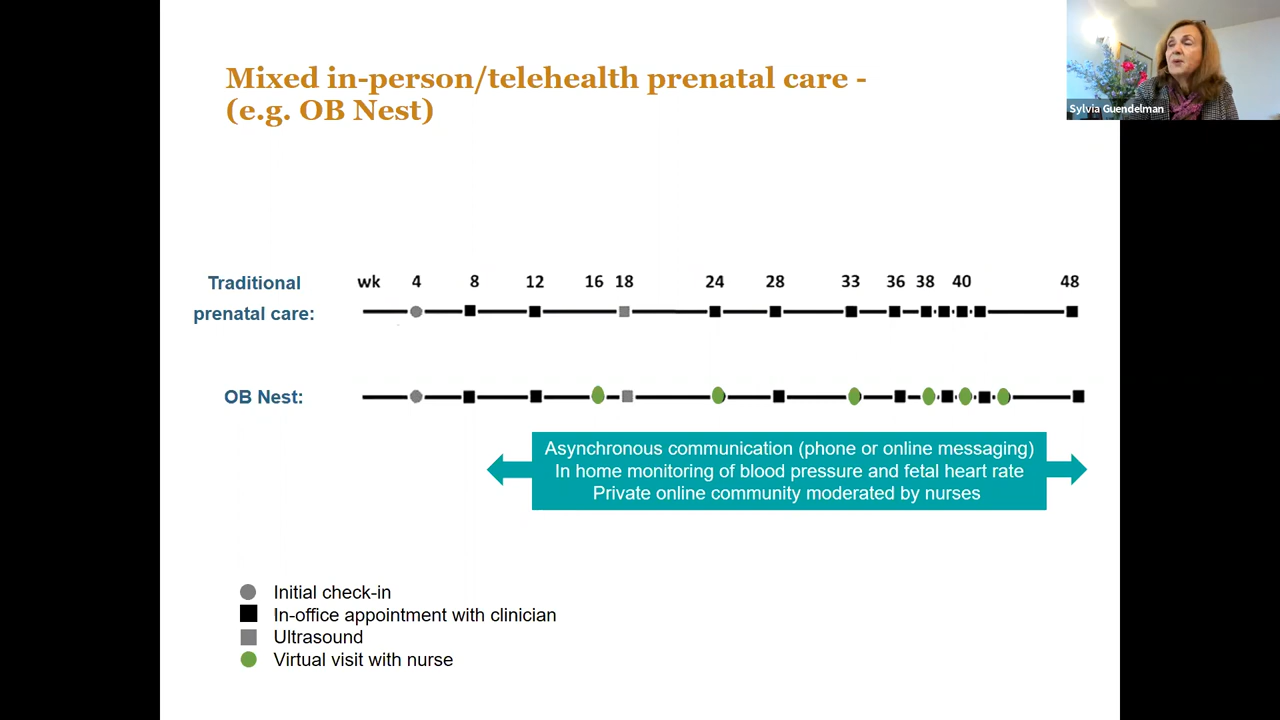 Mixed in-person/telehealth prenatal care -
(e.g. OB Nest)
Sylvia Guendelman
Traditional
prenatal care:
wk 4 8 12 16 18 24 28 33 36 38 40 48
OB Nest:
Asynchronous communication (phone or online messaging)
In home monitoring of blood pressure and fetal heart rate
Private online community moderated by nurses
Initial check-in
In-office appointment with clinician
Ultrasound
Virtual visit with nurse